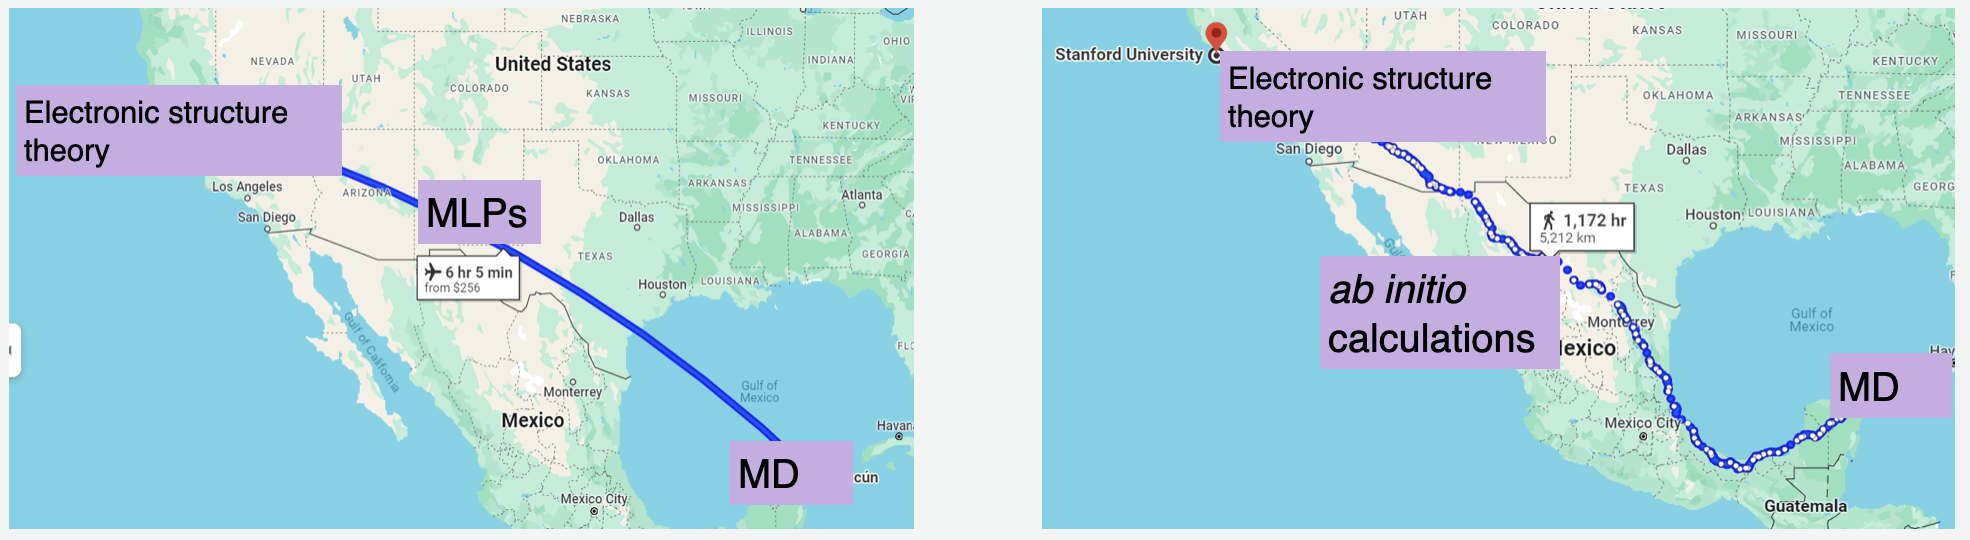 NEBRASKA
ILLINOIS
OHIO
NEVADA
United States
INDIANA
UTAH
COLORADO
KANSAS
MISSOURI
Electronic structure
theory
KENTUCKY
OKLAHOMA
TENNESSEE
Los Angeles
ARIZONA
MLPs
ARKANSAS
Atlanta
San Diego
Dallas
MISSISSIPPI
ALABAMA
TEXAS
GEORGIA
6 hr 5 min
from $256
Houston
LOUISIANA
Gulf of California
Monterrey
Gulf of
Mexico
Mexico
Havan
MD
cún
Mexico City
UTAH
COLORADO
KANSAS
MISSOURI
Stanford University
KENTUCKY
Electronic structure
theory
OKLAHOMA
TENNESSEE
ARKANSAS
MISSISSIPPI
San Diego
NEW MEXICO
Dallas
ALABAMA
TEXAS
GEORG
Houston
LOUISIANA
1,172 hr
5,212 km
ab initio
calculations
Monterrey
Gulf of
Mexico
lexico
Hav
MD
Mexico City
Guatemala